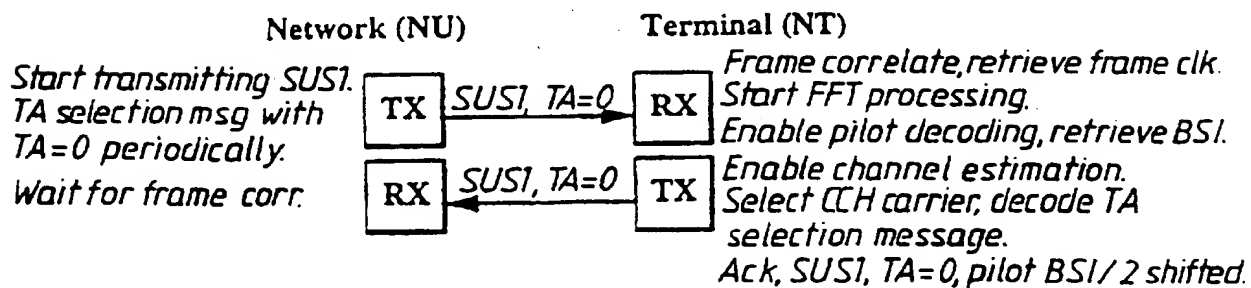 Network (NU)
Terminal (NT)
Start transmitting SUS1.
TA selection msg with
TA=0 periodically.
Wait for frame corr.
TX
SUS1, TA=0
RX
RX
SUS1, TA=0
TX
Frame correlate, retrieve frame clk.
Start FFT processing.
Enable pilot decoding, retrieve BSI.
Enable channel estimation.
Select CCH carrier, decode TA
selection message.
Ack, SUS1, TA=0, pilot BSI/2 shifted.